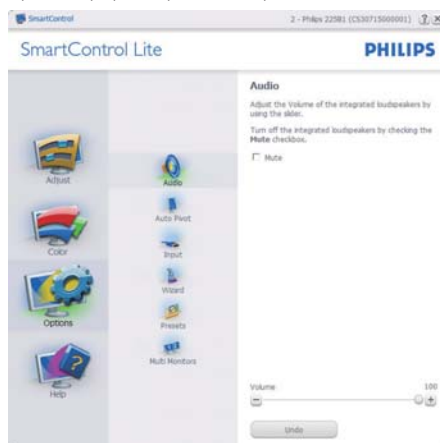 SmartControl
2 - Philips 225B1 (CS30715000001)
SmartControl Lite
PHILIPS
Adjust
Color
Options
Help
Audio
Auto Pivot
Input
Wizard
Presets
Multi Monitors
Audio
Adjust the Volume of the integrated loudspeakers by
using the slider.
Turn off the integrated loudspeakers by checking the
Mute checkbox.
Mute
Volume
100
Undo